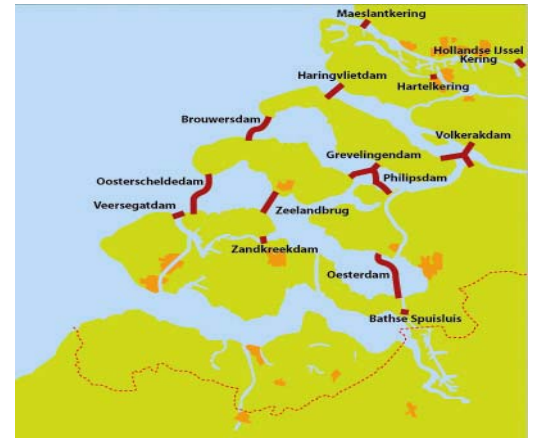 Maeslantkering
Hollandse IJssel
Kering
Haringvlietdam
Hartelkering
Brouwersdam
Volkerakdam
Grevelingendam
Oosterscheldedam
Philipsdam
Veersegatdam
Zeelandbrug
Zandkreekdam
Oesterdam
Bathse Spuisluis